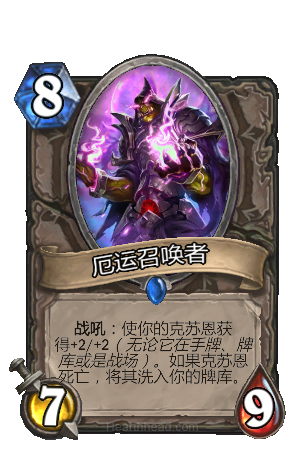 8
厄运召唤者
战吼：使你的克苏恩获
得+2/+2（无论它在手牌、牌
库或是战场）。如果克苏恩
死亡，将其洗入你的牌库。
7
9